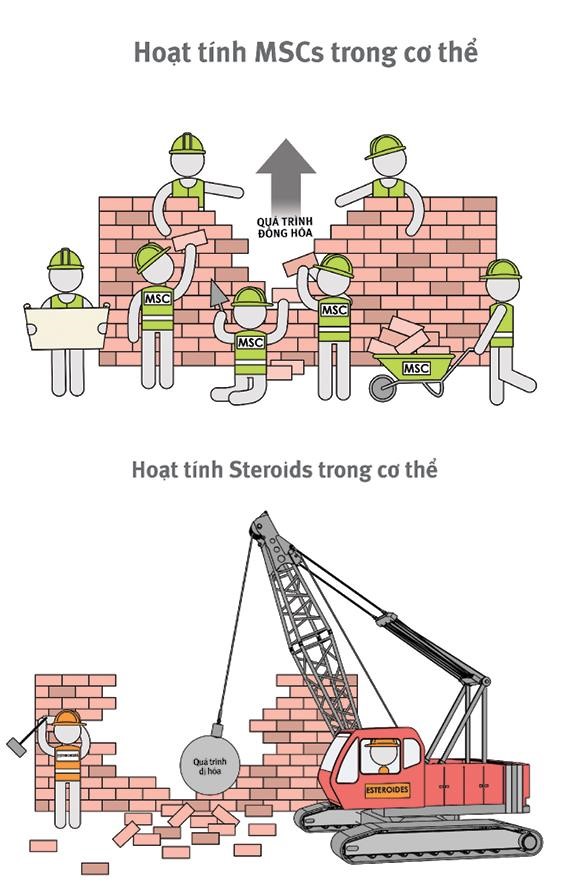 Hoạt tính MSCs trong cơ thể
QUÁ TRÌNH
ĐỒNG HÓA
MSC
MSC
MSC
MSC
Hoạt tính Steroids trong cơ thể
Quá trình
dị hóa
ESTEROIDES
ESTEROIDES